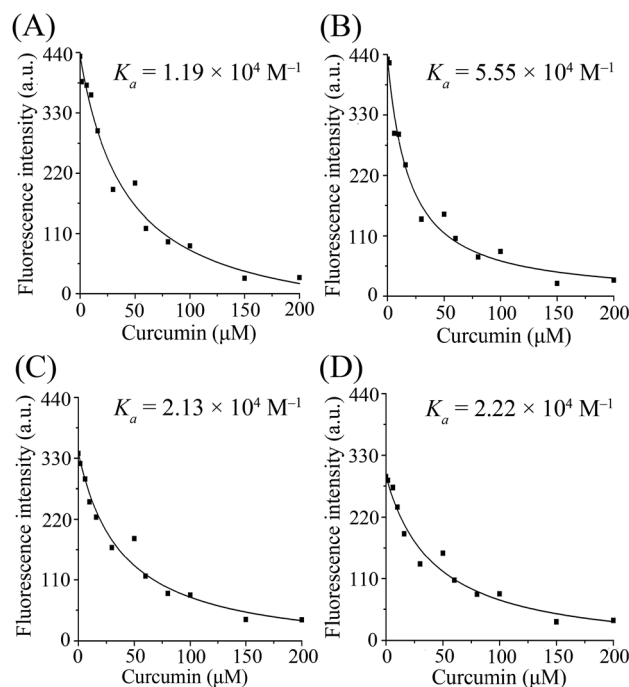 (A)
Kₐ = 1.19 × 10⁴ M⁻¹
Fluorescence intensity (a.u.)
440
330
220
110
0
0 50 100 150 200
Curcumin (μM)
(B)
Kₐ = 5.55 × 10⁴ M⁻¹
Fluorescence intensity (a.u.)
440
330
220
110
0
0 50 100 150 200
Curcumin (μM)
(C)
Kₐ = 2.13 × 10⁴ M⁻¹
Fluorescence intensity (a.u.)
440
330
220
110
0
0 50 100 150 200
Curcumin (μM)
(D)
Kₐ = 2.22 × 10⁴ M⁻¹
Fluorescence intensity (a.u.)
440
330
220
110
0
0 50 100 150 200
Curcumin (μM)